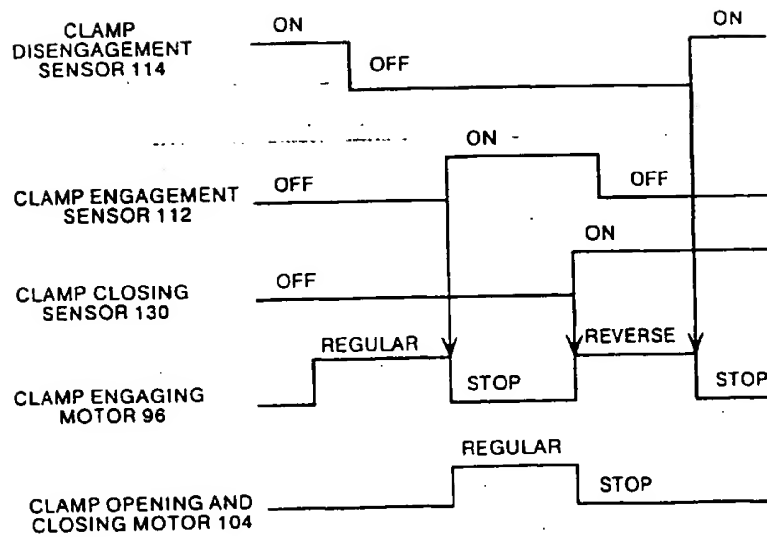 CLAMP
DISENGAGEMENT
SENSOR 114
ON
OFF
ON
CLAMP ENGAGEMENT
SENSOR 112
OFF
ON
OFF
CLAMP CLOSING
SENSOR 130
OFF
ON
CLAMP ENGAGING
MOTOR 96
REGULAR
STOP
REVERSE
STOP
CLAMP OPENING AND
CLOSING MOTOR 104
REGULAR
STOP